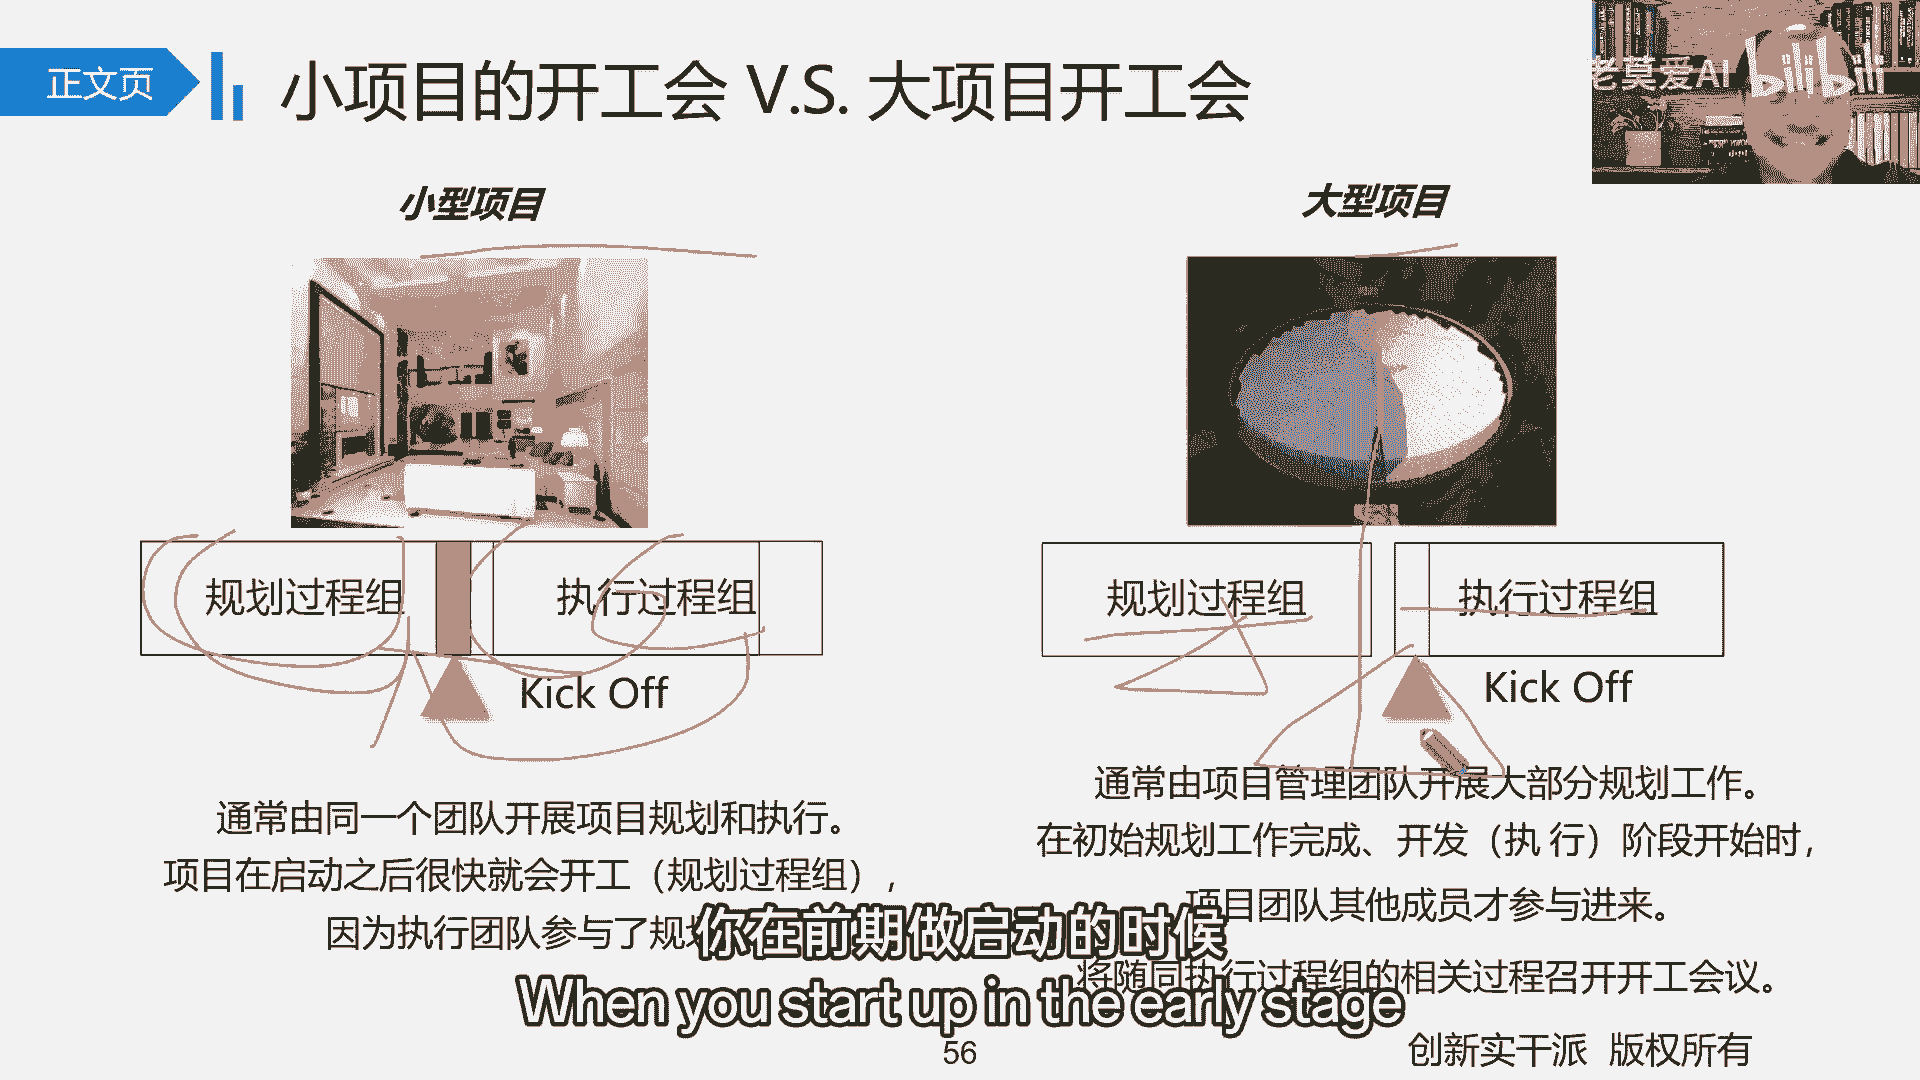 正文页
小项目的开工会 V.S. 大项目开工会
老莫爱AI bilibili
小型项目
大型项目
规划过程组
执行过程组
Kick Off
规划过程组
执行过程组
Kick Off
通常由同一个团队开展项目规划和执行。
项目在启动之后很快就会开工（规划过程组），
因为执行团队参与了规划
通常由项目管理团队开展大部分规划工作。
在初始规划工作完成、开发（执 行）阶段开始时，
项目团队其他成员才参与进来。
将随同执行过程组的相关过程召开开工会议。
你在前期做启动的时候
When you start up in the early stage
56
创新实干派 版权所有